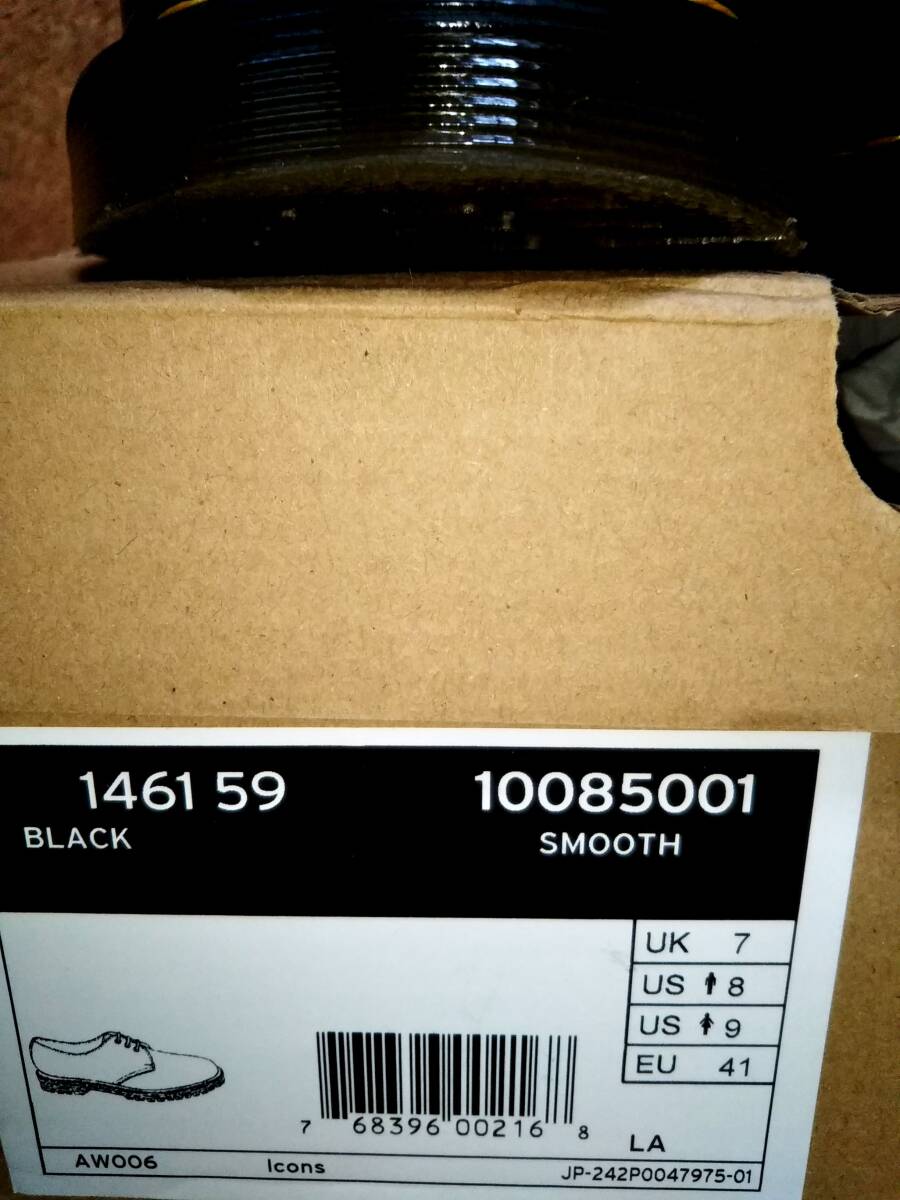 1461 59 10085001
BLACK SMOOTH
UK 7
US 8
US 9
EU 41
7 68396 00216 8
LA
AW006 Icons JP-242P0047975-01